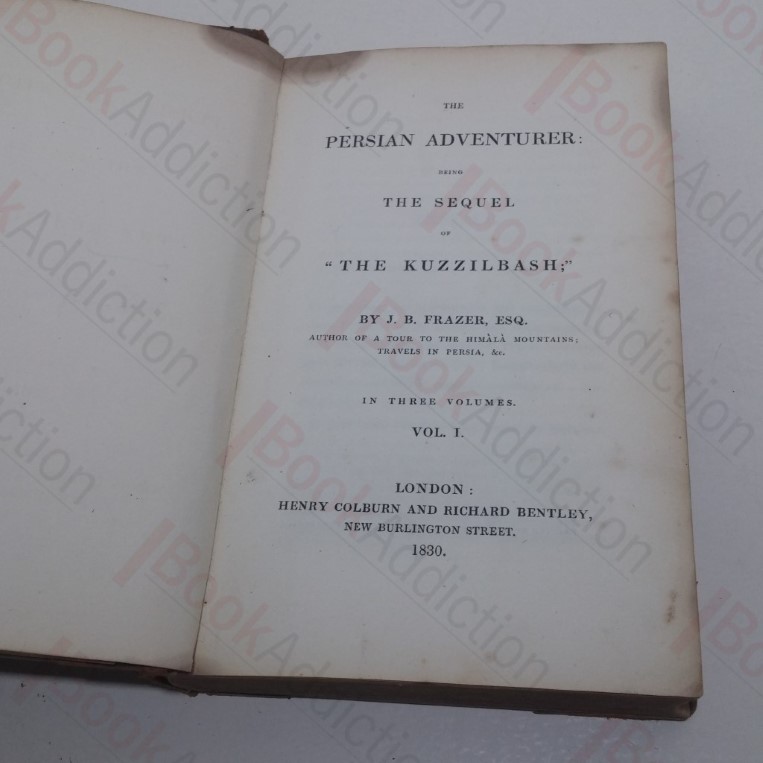 THE
PERSIAN ADVENTURER:
BEING
THE SEQUEL
OF
"THE KUZZILBASH;"
BY J. B. FRAZER, ESQ.
AUTHOR OF A TOUR TO THE HIMÀLÀ MOUNTAINS;
TRAVELS IN PERSIA, &c.
IN THREE VOLUMES.
VOL. I.
LONDON:
HENRY COLBURN AND RICHARD BENTLEY,
NEW BURLINGTON STREET.
1830.
BookAddiction